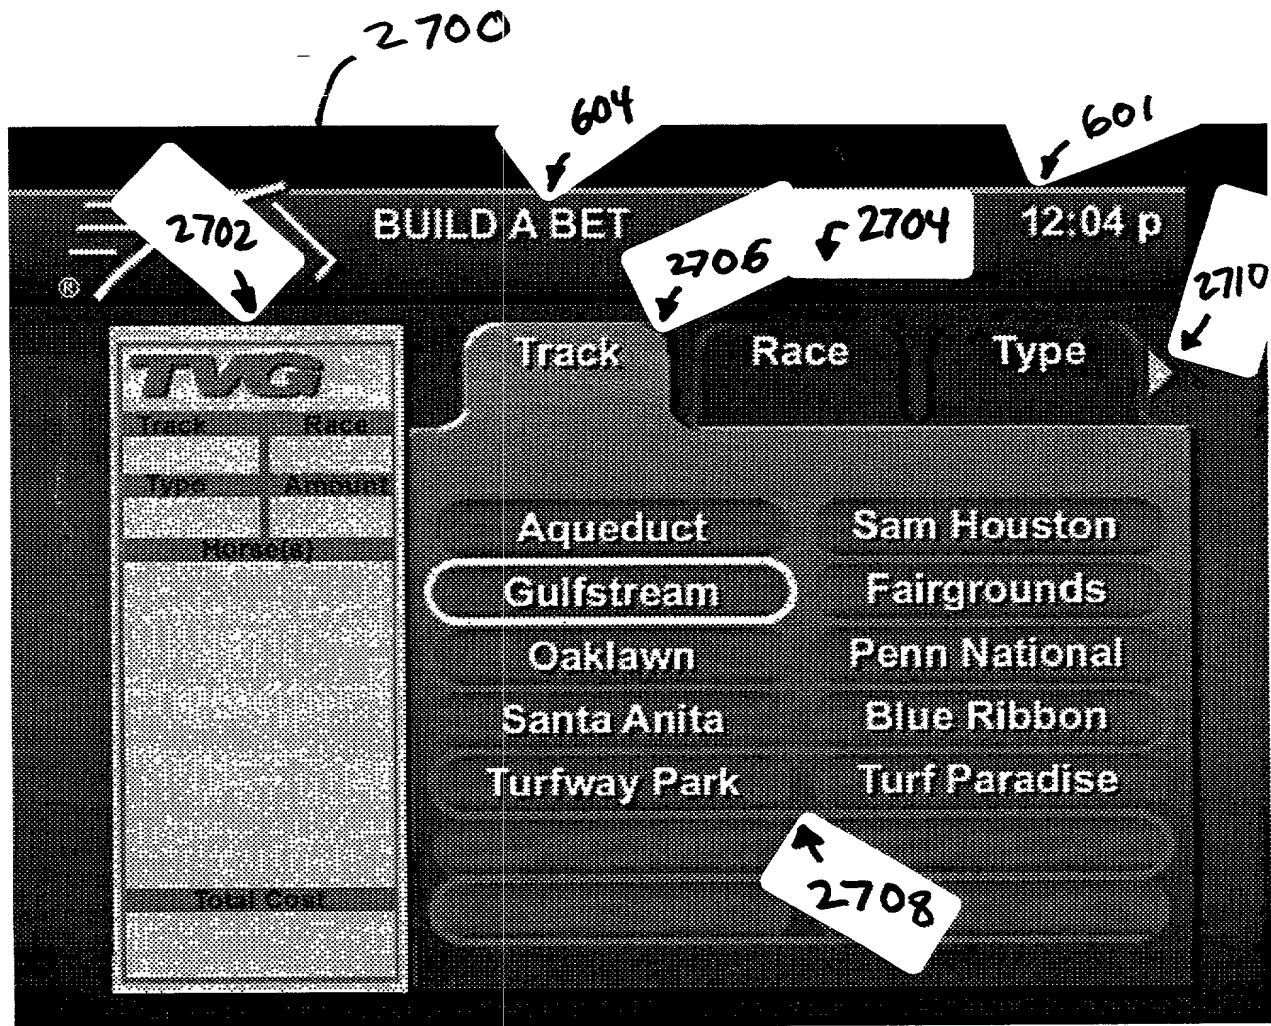 2700
604
601
2702
BUILD A BET
2706
2704
12:04 p
2710
®
TVG
Track
Race
Type
Track Race
Type Amount
Horse(s)
Aqueduct
Sam Houston
Gulfstream
Fairgrounds
Oaklawn
Penn National
Santa Anita
Blue Ribbon
Turfway Park
Turf Paradise
2708
Total Cost